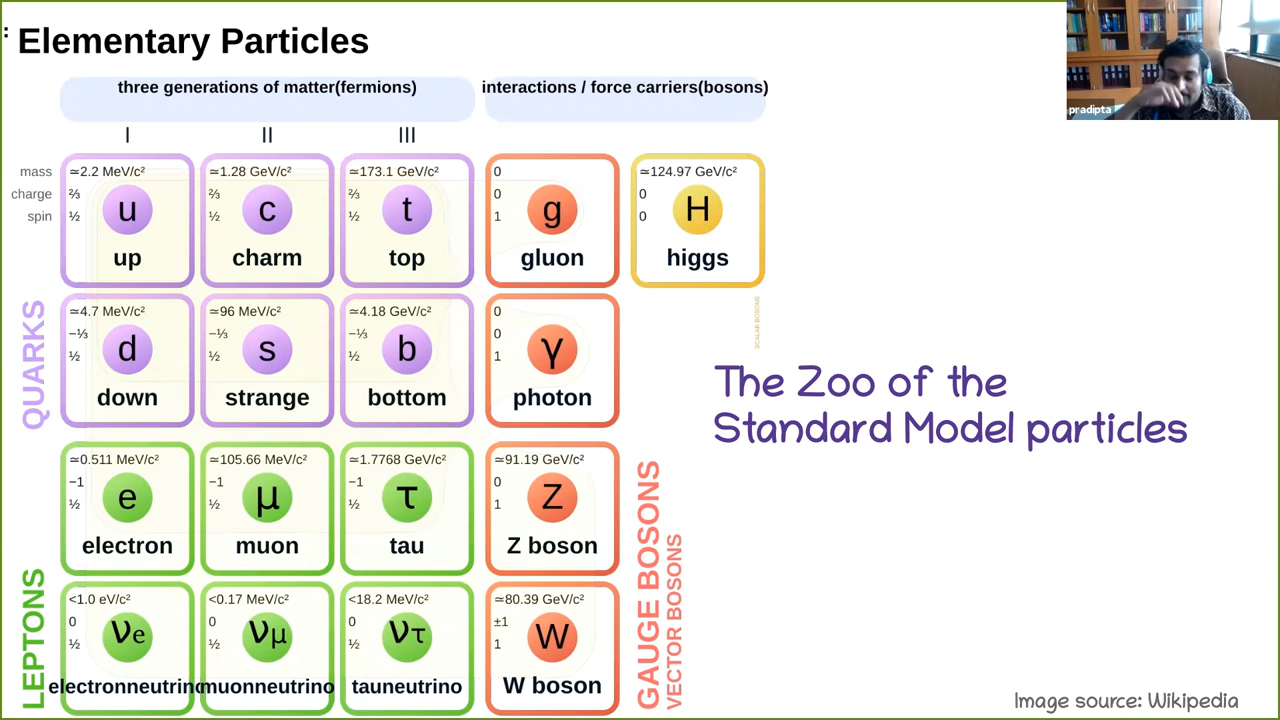 : Elementary Particles
three generations of matter(fermions)
interactions / force carriers(bosons)
I II III
mass
charge
spin
≃2.2 MeV/c²
⅔
½
u
up
≃1.28 GeV/c²
⅔
½
c
charm
≃173.1 GeV/c²
⅔
½
t
top
0
0
1
g
gluon
≃124.97 GeV/c²
0
0
H
higgs
QUARKS
≃4.7 MeV/c²
−⅓
½
d
down
≃96 MeV/c²
−⅓
½
s
strange
≃4.18 GeV/c²
−⅓
½
b
bottom
0
0
1
γ
photon
SCALAR BOSONS
The Zoo of the
Standard Model particles
LEPTONS
≃0.511 MeV/c²
−1
½
e
electron
≃105.66 MeV/c²
−1
½
μ
muon
≃1.7768 GeV/c²
−1
½
τ
tau
≃91.19 GeV/c²
0
1
Z
Z boson
GAUGE BOSONS
VECTOR BOSONS
<1.0 eV/c²
0
½
νe
electronneutrino
<0.17 MeV/c²
0
½
νμ
muonneutrino
<18.2 MeV/c²
0
½
ντ
tauneutrino
≃80.39 GeV/c²
±1
1
W
W boson
Image source: Wikipedia
pradipta